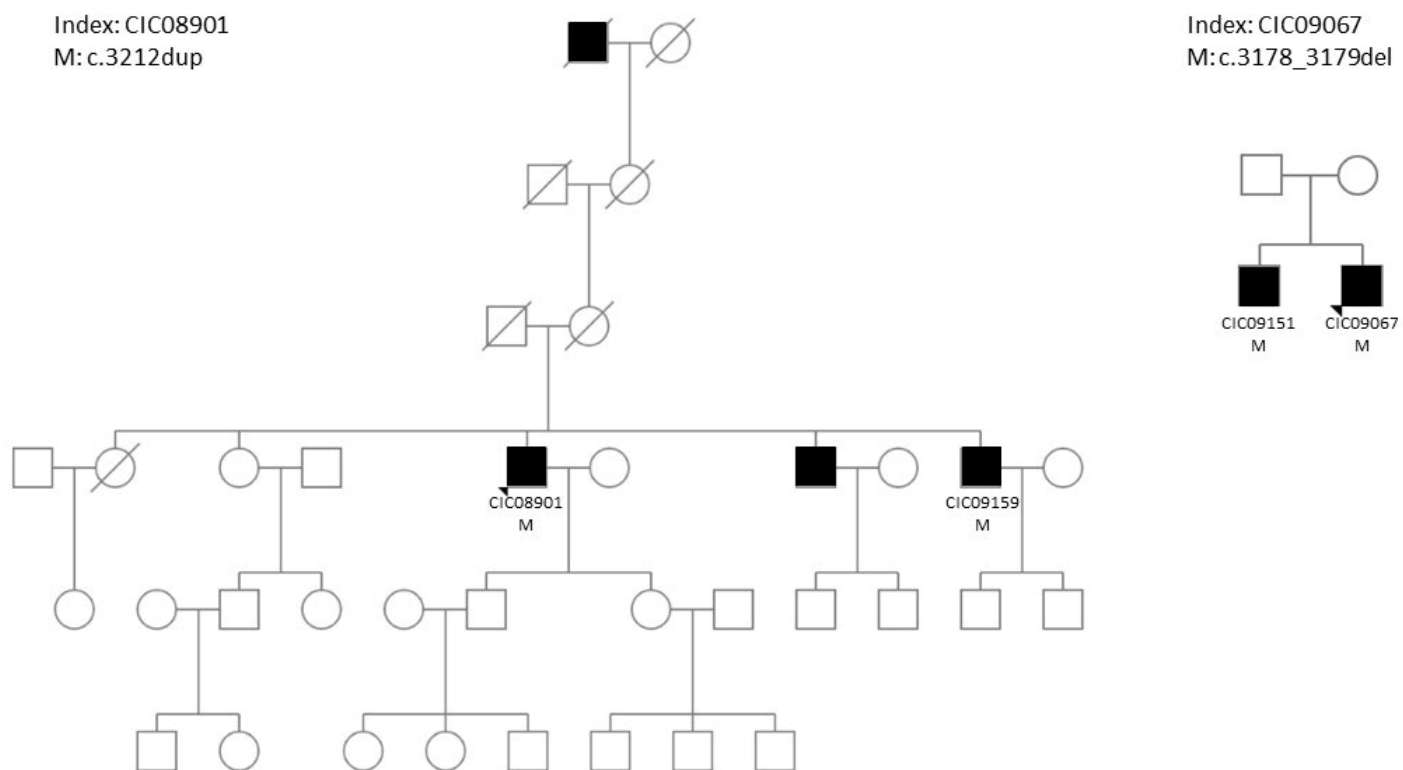 Index: CIC08901
M: c.3212dup
Index: CIC09067
M: c.3178_3179del
CIC09151
M
CIC09067
M
CIC08901
M
CIC09159
M